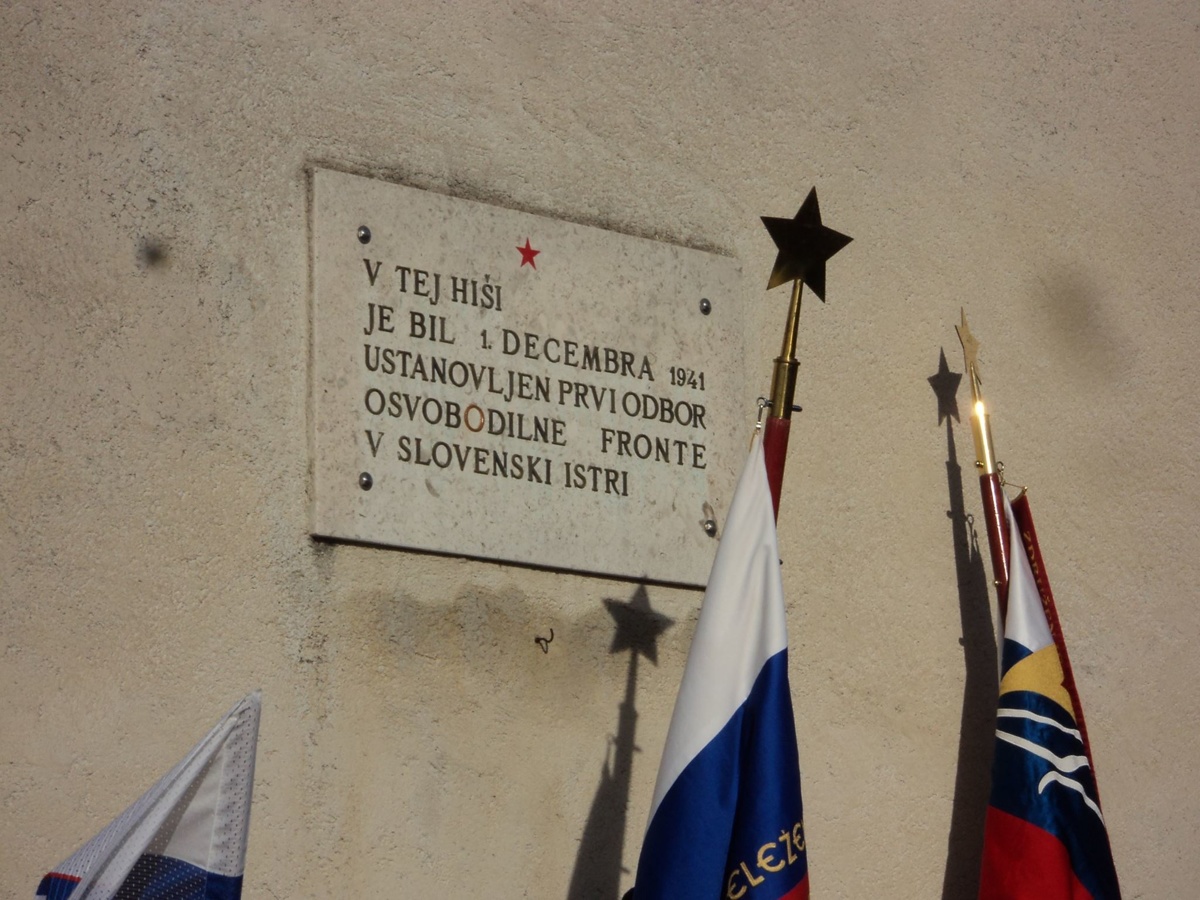 V TEJ HIŠI
JE BIL 1. DECEMBRA 1941
USTANOVLJEN PRVI ODBOR
OSVOBODILNE FRONTE
V SLOVENSKI ISTRI